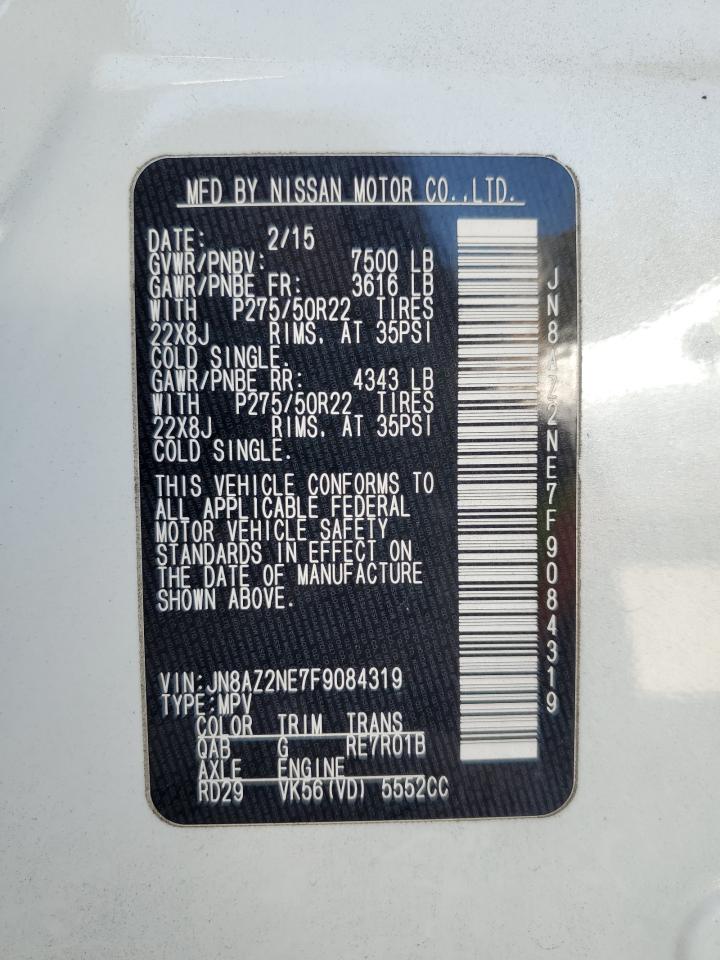 MFD BY NISSAN MOTOR CO.,LTD.
DATE: 2/15
GVWR/PNBV: 7500 LB
GAWR/PNBE FR: 3616 LB
WITH P275/50R22 TIRES
22X8J RIMS, AT 35PSI
COLD SINGLE.
GAWR/PNBE RR: 4343 LB
WITH P275/50R22 TIRES
22X8J RIMS, AT 35PSI
COLD SINGLE.
THIS VEHICLE CONFORMS TO
ALL APPLICABLE FEDERAL
MOTOR VEHICLE SAFETY
STANDARDS IN EFFECT ON
THE DATE OF MANUFACTURE
SHOWN ABOVE.
VIN:JN8AZ2NE7F9084319
TYPE:MPV
COLOR TRIM TRANS
QAB G RE7R01B
AXLE ENGINE
RD29 VK56(VD) 5552CC
JN8AZ2NE7F9084319